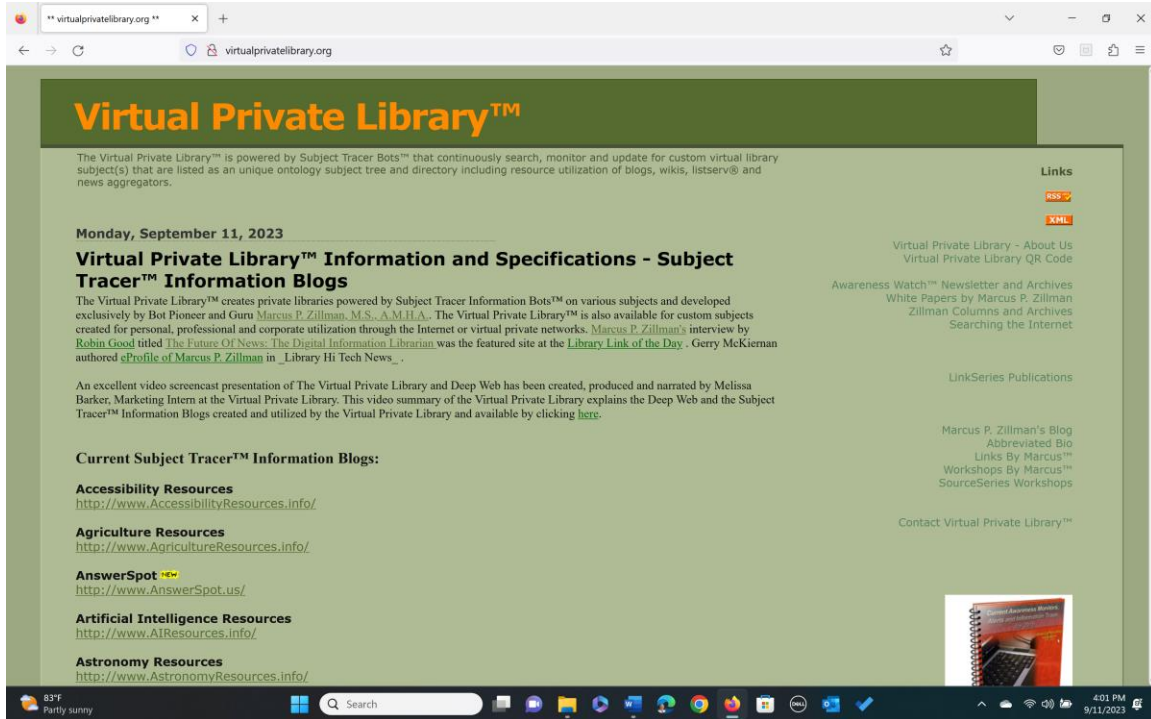 ** virtualprivatelibrary.org **
virtualprivatelibrary.org
Virtual Private Library™
The Virtual Private Library™ is powered by Subject Tracer Bots™ that continuously search, monitor and update for custom virtual library
subject(s) that are listed as an unique ontology subject tree and directory including resource utilization of blogs, wikis, listserv® and
news aggregators.
Monday, September 11, 2023
Virtual Private Library™ Information and Specifications - Subject
Tracer™ Information Blogs
The Virtual Private Library™ creates private libraries powered by Subject Tracer Information Bots™ on various subjects and developed
exclusively by Bot Pioneer and Guru Marcus P. Zillman, M.S., A.M.H.A.. The Virtual Private Library™ is also available for custom subjects
created for personal, professional and corporate utilization through the Internet or virtual private networks. Marcus P. Zillman's interview by
Robin Good titled The Future Of News: The Digital Information Librarian was the featured site at the Library Link of the Day . Gerry McKiernan
authored eProfile of Marcus P. Zillman in _Library Hi Tech News_ .
An excellent video screencast presentation of The Virtual Private Library and Deep Web has been created, produced and narrated by Melissa
Barker, Marketing Intern at the Virtual Private Library. This video summary of the Virtual Private Library explains the Deep Web and the Subject
Tracer™ Information Blogs created and utilized by the Virtual Private Library and available by clicking here.
Current Subject Tracer™ Information Blogs:
Accessibility Resources
http://www.AccessibilityResources.info/
Agriculture Resources
http://www.AgricultureResources.info/
AnswerSpot NEW
http://www.AnswerSpot.us/
Artificial Intelligence Resources
http://www.AIResources.info/
Astronomy Resources
http://www.AstronomyResources.info/
Links
RSS
XML
Virtual Private Library - About Us
Virtual Private Library QR Code
Awareness Watch™ Newsletter and Archives
White Papers by Marcus P. Zillman
Zillman Columns and Archives
Searching the Internet
LinkSeries Publications
Marcus P. Zillman's Blog
Abbreviated Bio
Links By Marcus™
Workshops By Marcus™
SourceSeries Workshops
Contact Virtual Private Library™
83°F
Partly sunny
Search
DELL
4:01 PM
9/11/2023